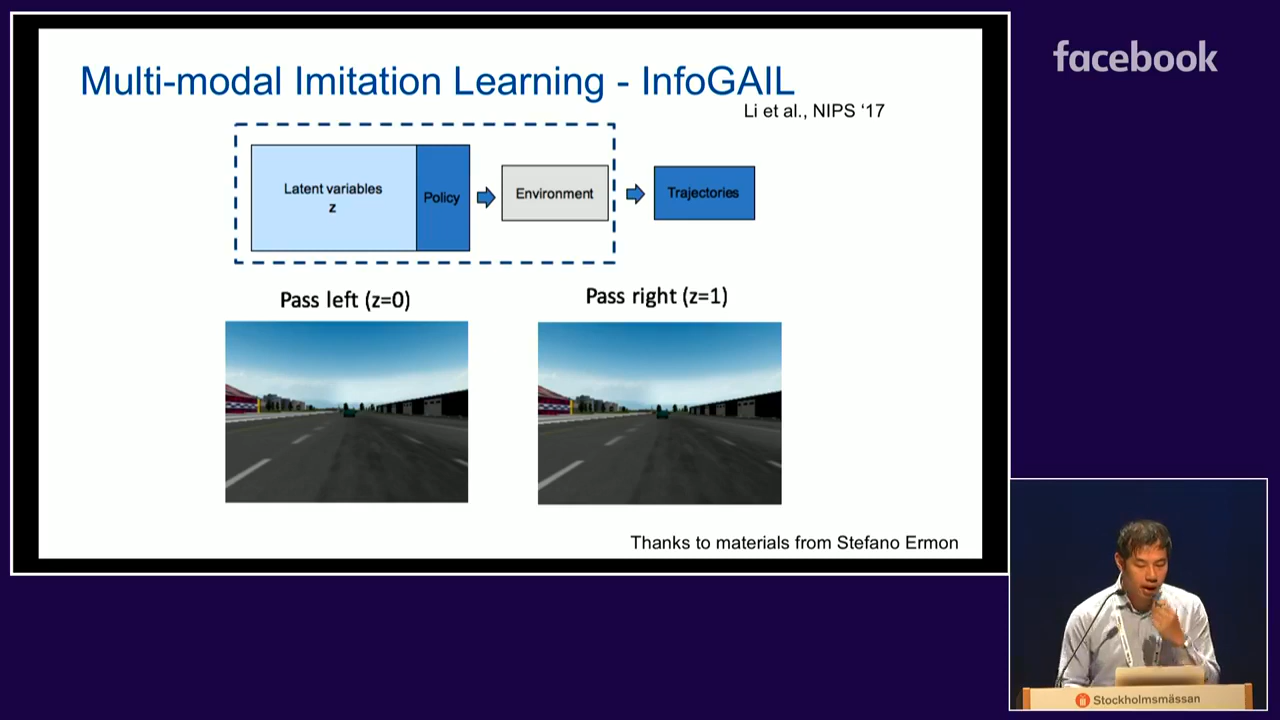 Multi-modal Imitation Learning - InfoGAIL
Li et al., NIPS ‘17
Latent variables
z
Policy
Environment
Trajectories
Pass left (z=0)
Pass right (z=1)
Thanks to materials from Stefano Ermon
facebook
Stockholmsmässan